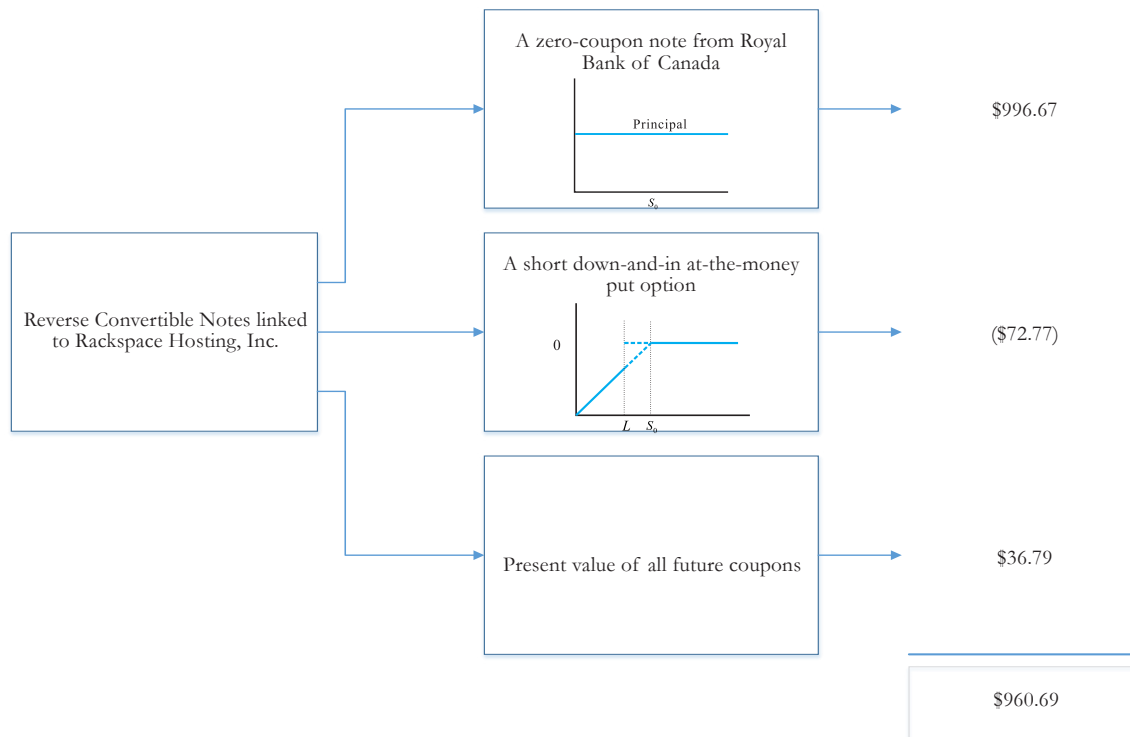 A zero-coupon note from Royal
Bank of Canada
Principal
S₀
$996.67
Reverse Convertible Notes linked
to Rackspace Hosting, Inc.
A short down-and-in at-the-money
put option
0
L S₀
($72.77)
Present value of all future coupons
$36.79
$960.69